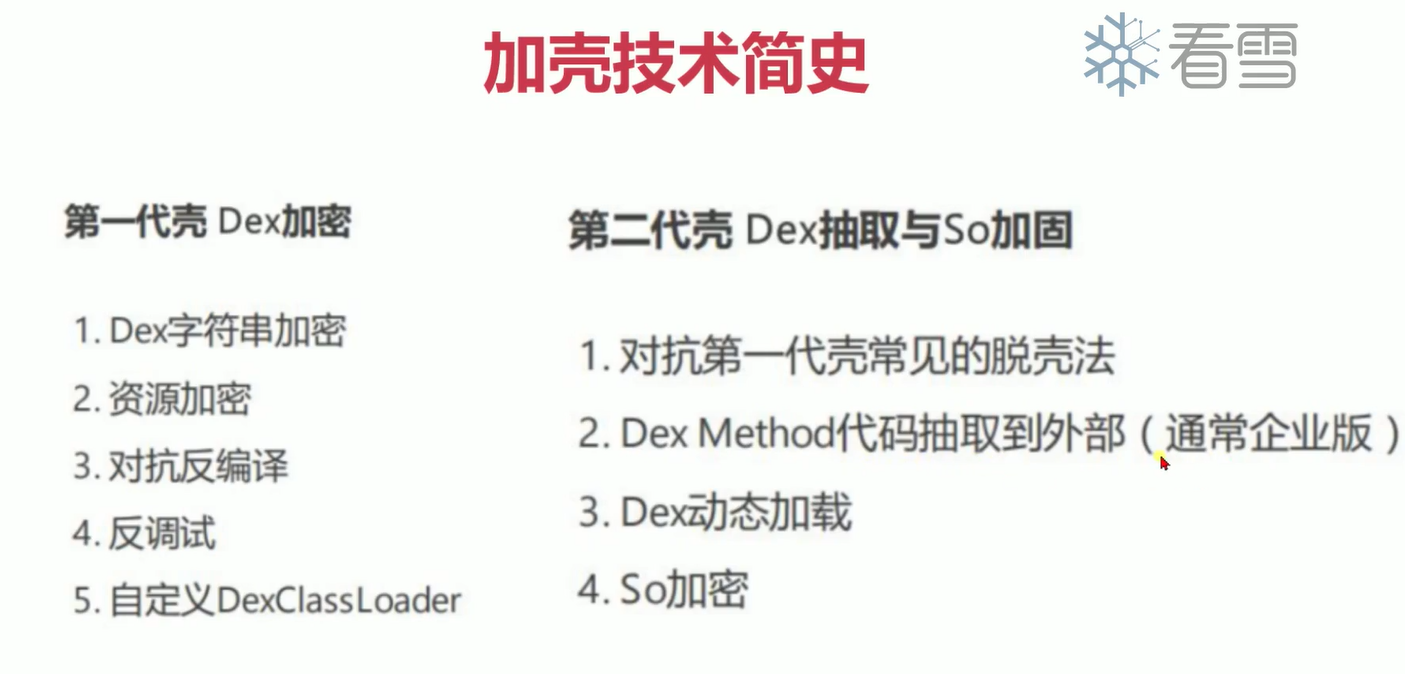 加壳技术简史
看雪
第一代壳 Dex加密
1. Dex字符串加密
2. 资源加密
3. 对抗反编译
4. 反调试
5. 自定义DexClassLoader
第二代壳 Dex抽取与So加固
1. 对抗第一代壳常见的脱壳法
2. Dex Method代码抽取到外部（通常企业版）
3. Dex动态加载
4. So加密